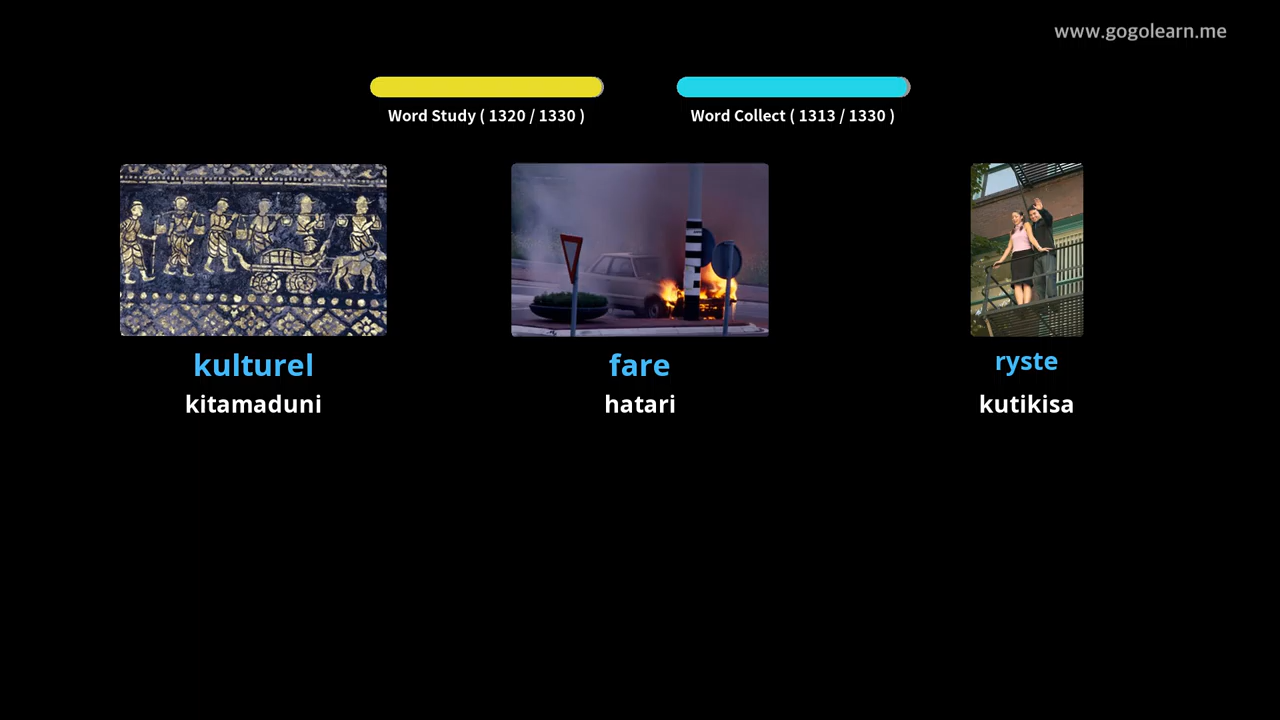 www.gogolearn.me
Word Study ( 1320 / 1330 )
Word Collect ( 1313 / 1330 )
kulturel
kitamaduni
fare
hatari
ryste
kutikisa